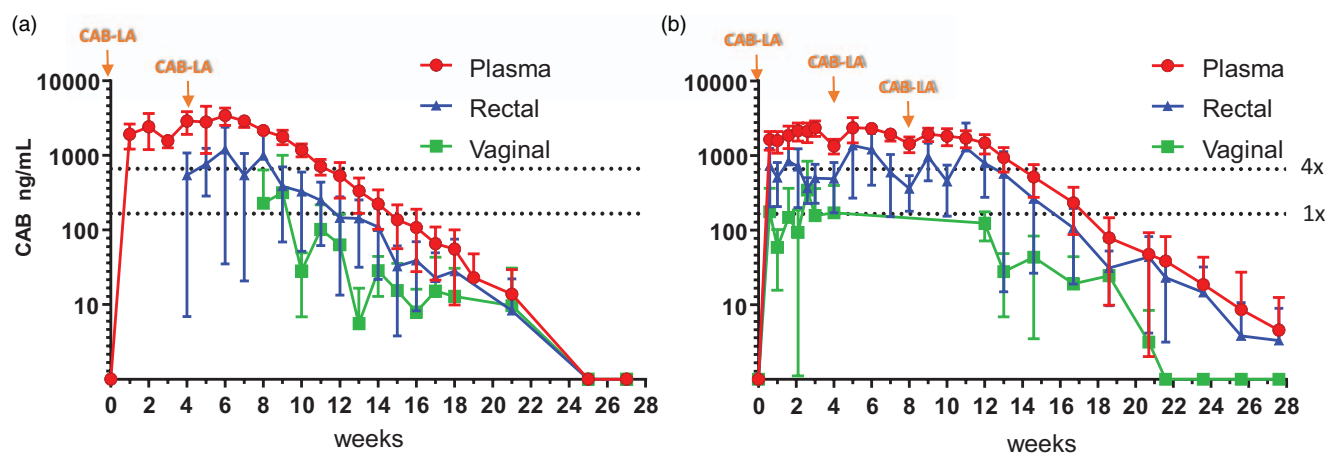 (a)
CAB-LA
CAB-LA
Plasma
Rectal
Vaginal
CAB ng/mL
10000
1000
100
10
0 2 4 6 8 10 12 14 16 18 20 22 24 26 28
weeks
(b)
CAB-LA
CAB-LA
CAB-LA
Plasma
Rectal
Vaginal
10000
1000
100
10
4x
1x
0 2 4 6 8 10 12 14 16 18 20 22 24 26 28
weeks